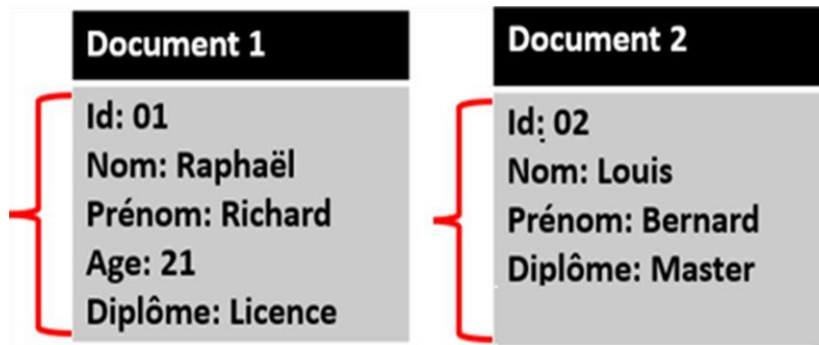 Document 1
Id: 01
Nom: Raphaël
Prénom: Richard
Age: 21
Diplôme: Licence
Document 2
Id: 02
Nom: Louis
Prénom: Bernard
Diplôme: Master